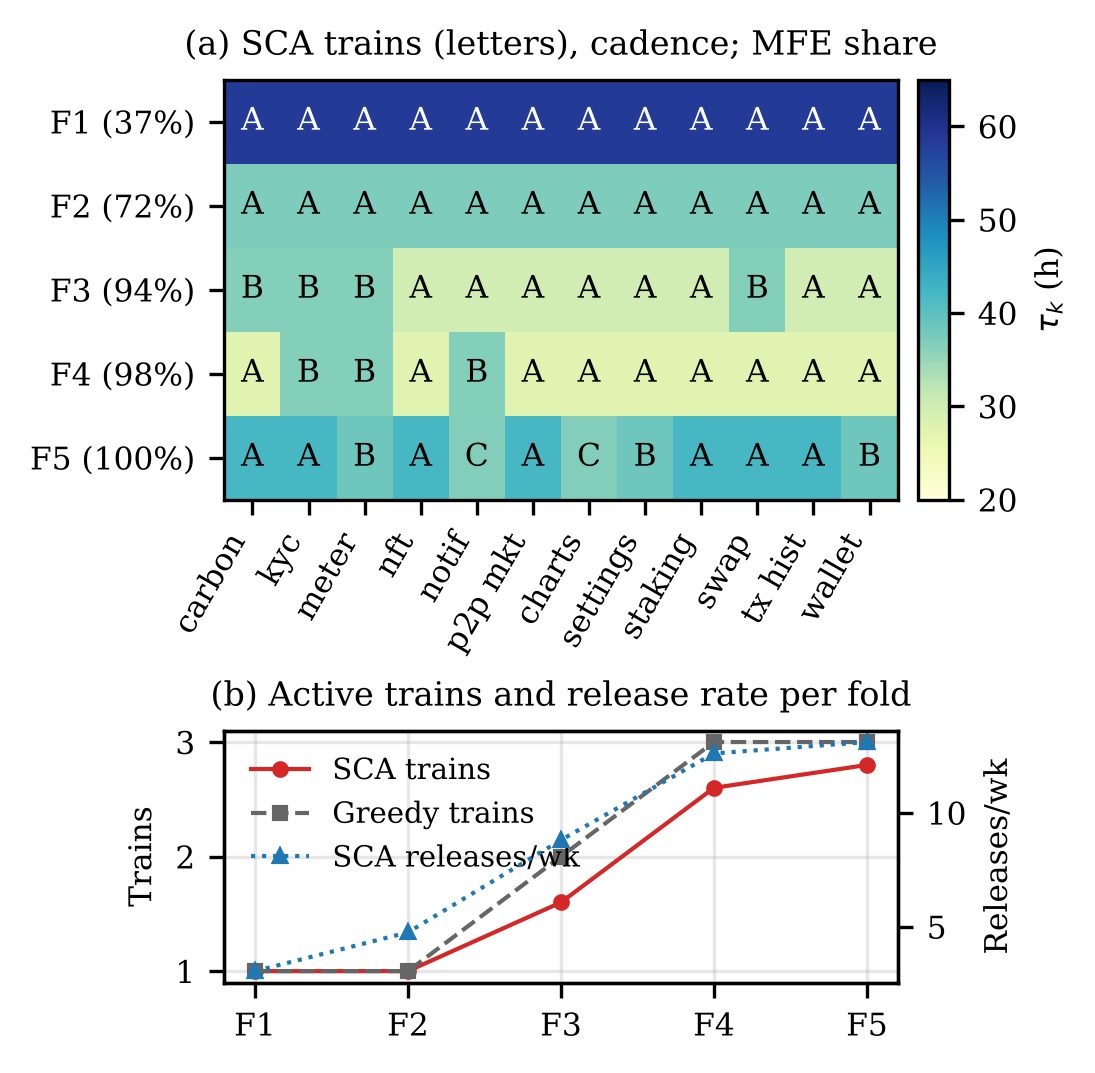 (a) SCA trains (letters), cadence; MFE share
F1 (37%) A A A A A A A A A A A A
F2 (72%) A A A A A A A A A A A A
F3 (94%) B B B A A A A A A B A A
F4 (98%) A B B A B A A A A A A A
F5 (100%) A A B A C A C B A A A B
60
50
40
30
20
τk (h)
carbon kyc meter nft notif p2p mkt charts settings staking swap tx hist wallet
(b) Active trains and release rate per fold
Trains
3
2
1
SCA trains
Greedy trains
SCA releases/wk
10
5
Releases/wk
F1 F2 F3 F4 F5